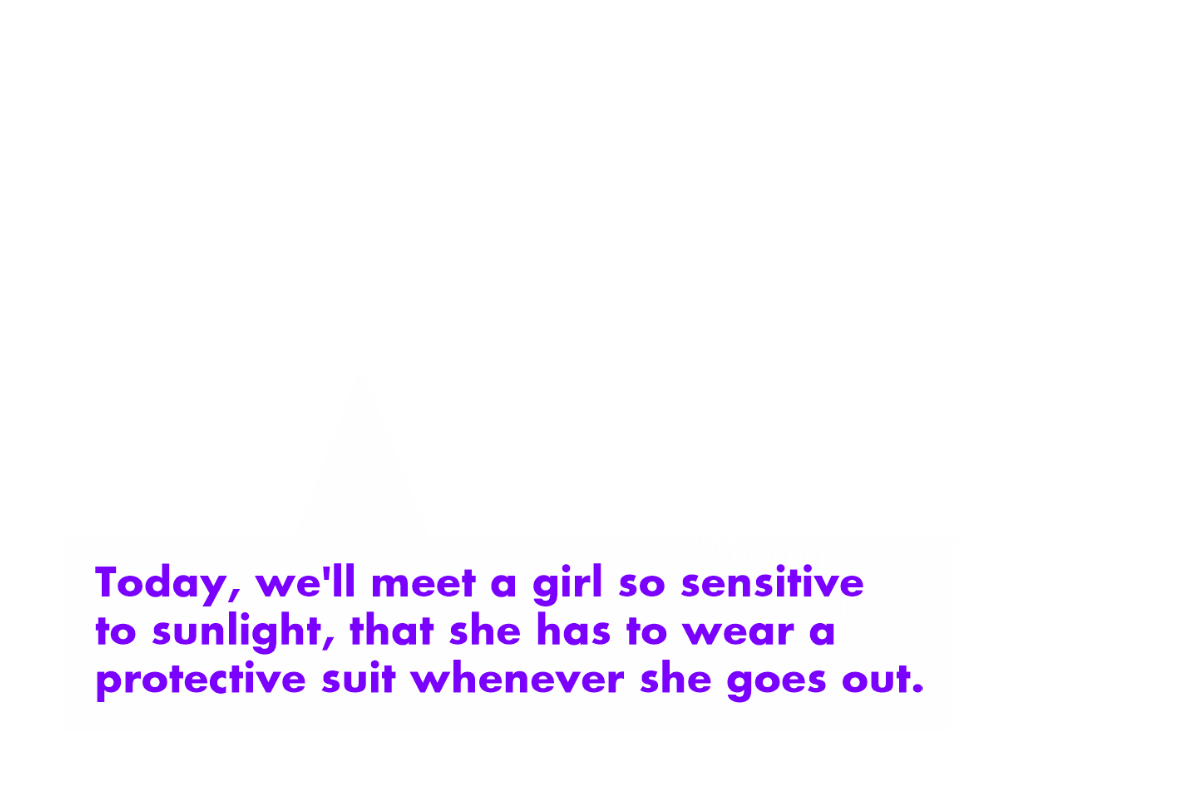 Today, we'll meet a girl so sensitive
to sunlight, that she has to wear a
protective suit whenever she goes out.